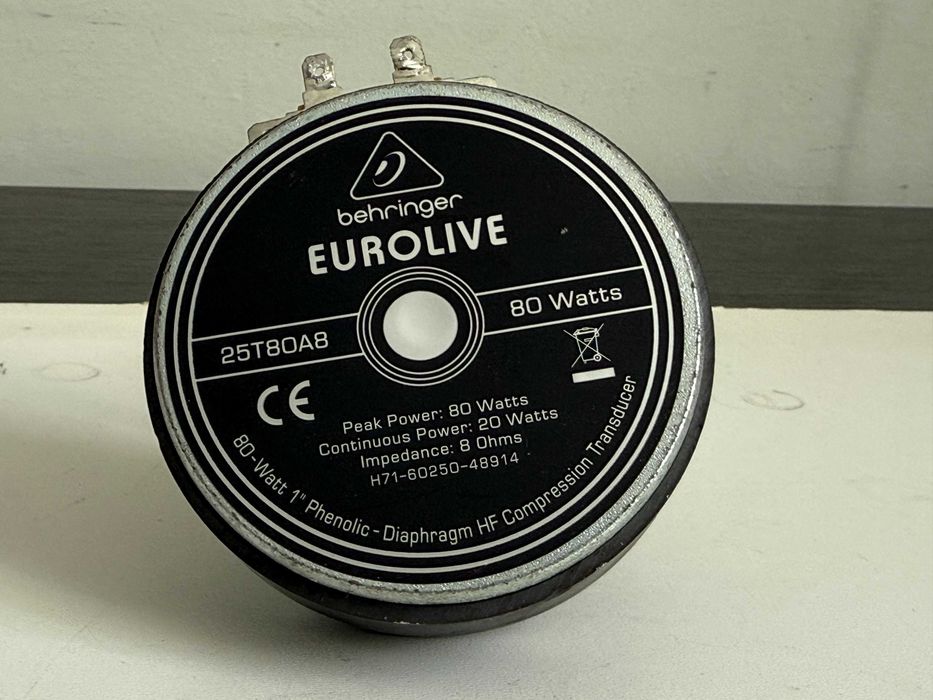 behringer
EUROLIVE
25T80A8
80 Watts
CE
Peak Power: 80 Watts
Continuous Power: 20 Watts
Impedance: 8 Ohms
H71-60250-48914
80-Watt 1" Phenolic-Diaphragm HF Compression Transducer